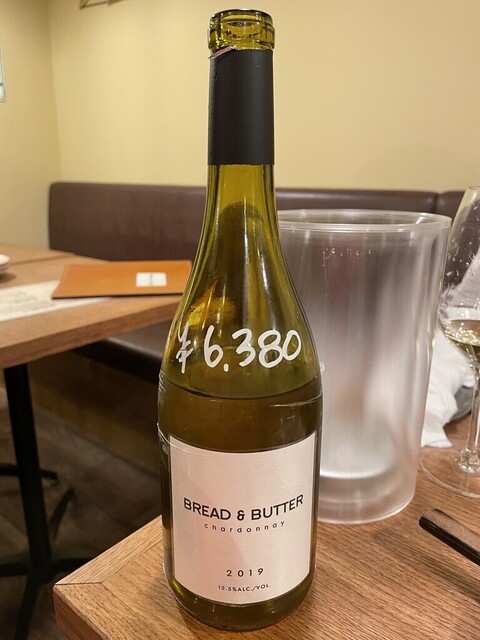 ¥6.380
BREAD & BUTTER
chardonnay
2019
13.5%ALC./VOL